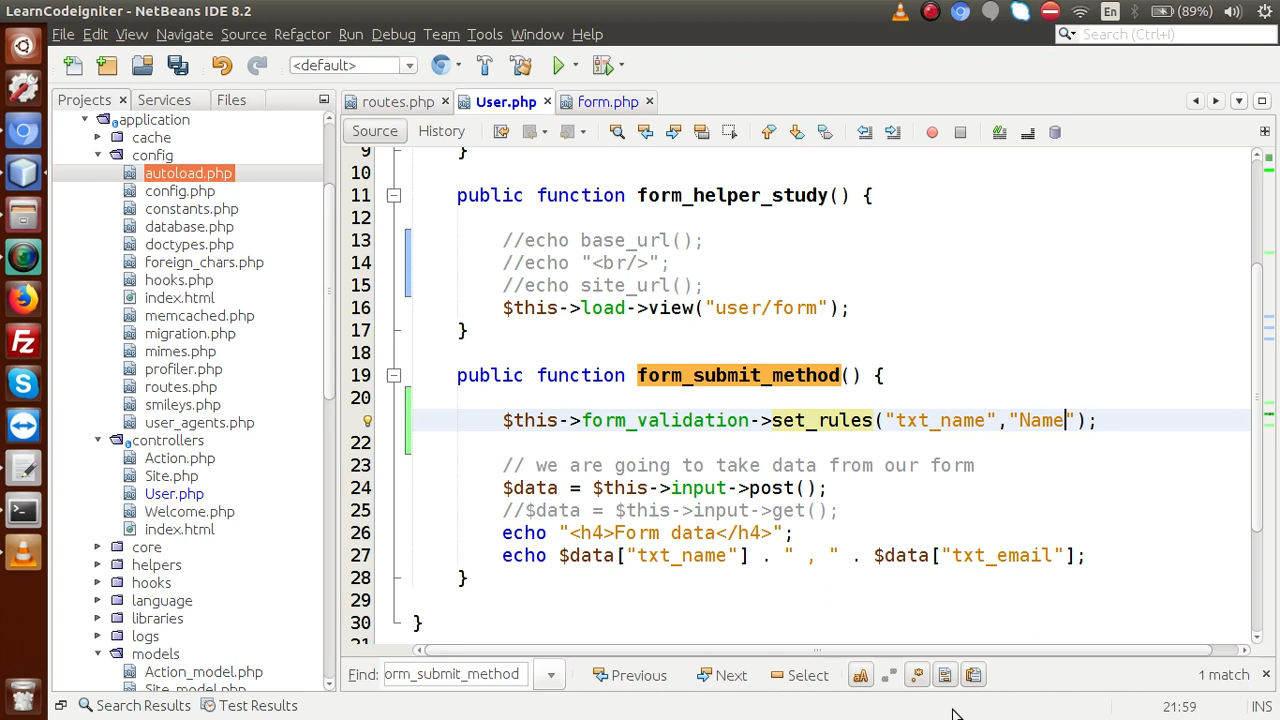 LearnCodeigniter - NetBeans IDE 8.2
En
(89%)
File Edit View Navigate Source Refactor Run Debug Team Tools Window Help
Search (Ctrl+I)
<default>
Projects Services Files
routes.php User.php form.php
Source History
application
cache
config
autoload.php
config.php
constants.php
database.php
doctypes.php
foreign_chars.php
hooks.php
index.html
memcached.php
migration.php
mimes.php
profiler.php
routes.php
smileys.php
user_agents.php
controllers
Action.php
Site.php
User.php
Welcome.php
index.html
core
helpers
hooks
language
libraries
logs
models
Action_model.php
Site_model.php
9 }
10
11 public function form_helper_study() {
12
13 //echo base_url();
14 //echo "<br/>";
15 //echo site_url();
16 $this->load->view("user/form");
17 }
18
19 public function form_submit_method() {
20
21 $this->form_validation->set_rules("txt_name","Name");
22
23 // we are going to take data from our form
24 $data = $this->input->post();
25 //$data = $this->input->get();
26 echo "<h4>Form data</h4>";
27 echo $data["txt_name"] . " , " . $data["txt_email"];
28 }
29
30 }
31
Find: orm_submit_method Previous Next Select aA 1 match
Search Results Test Results 21:59 INS